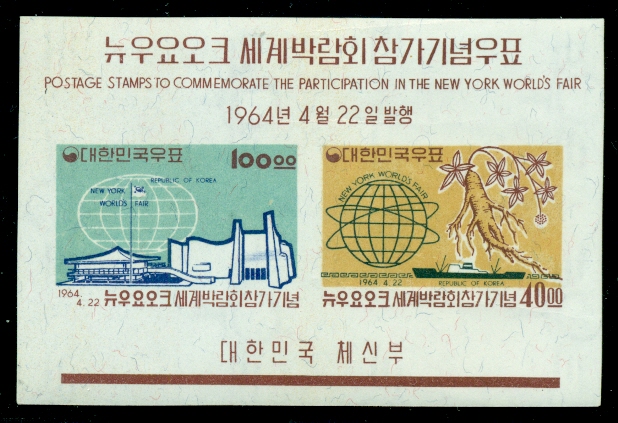 뉴우요오크 세계박람회 참가기념우표
POSTAGE STAMPS TO COMMEMORATE THE PARTICIPATION IN THE NEW YORK WORLD'S FAIR
1964년 4월 22일 발행
대한민국우표 10000
REPUBLIC OF KOREA
NEW YORK
WORLD'S FAIR
1964.
4.22
뉴우요오크 세계박람회 참가기념
대한민국우표
NEW YORK WORLD'S FAIR
1964 4.22 REPUBLIC OF KOREA
뉴우요오크 세계박람회 참가기념 4000
대한민국 체신부